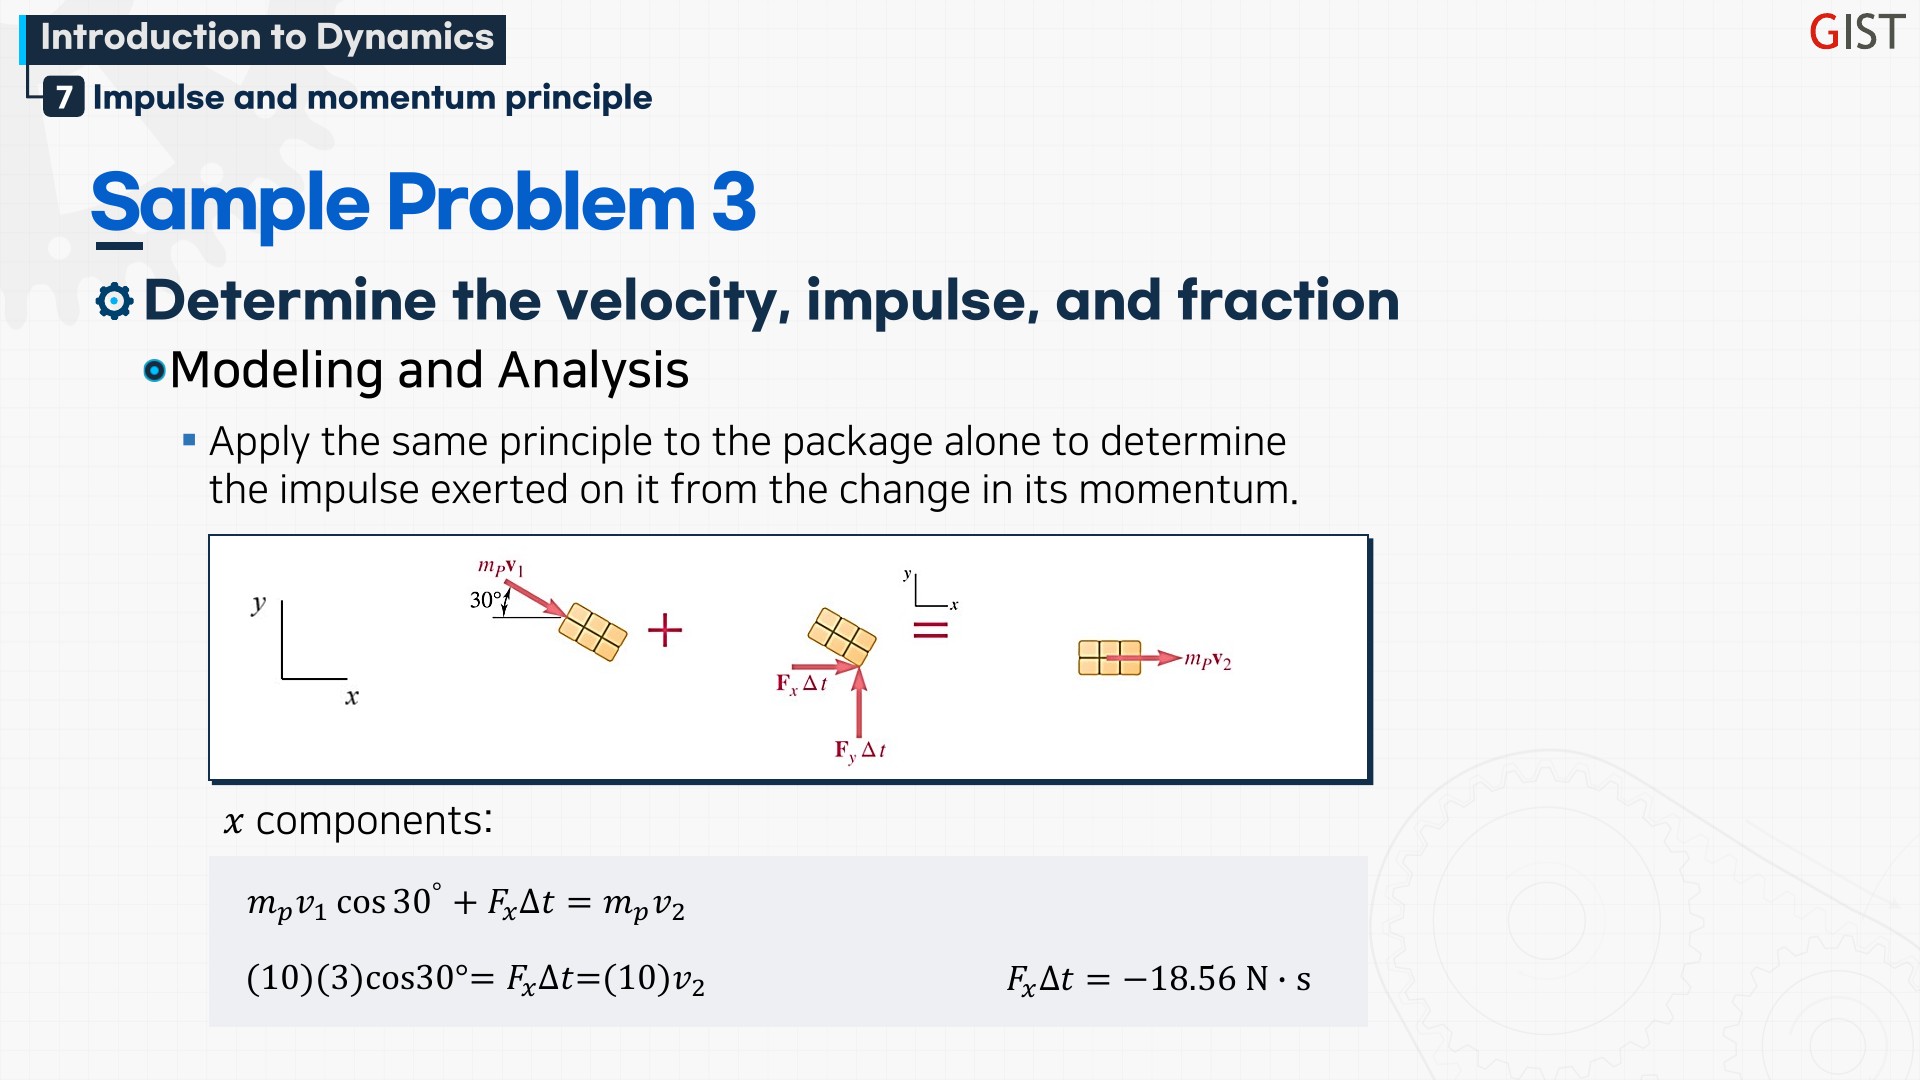 Introduction to Dynamics
GIST
7 Impulse and momentum principle
Sample Problem 3
Determine the velocity, impulse, and fraction
Modeling and Analysis
Apply the same principle to the package alone to determine
the impulse exerted on it from the change in its momentum.
y
x
m_P v_1
30°
+
F_x Δt
F_y Δt
y
x
=
m_P v_2
x components:
m_p v_1 cos 30° + F_x Δt = m_p v_2
(10)(3)cos30°= F_x Δt=(10)v_2
F_x Δt = −18.56 N · s